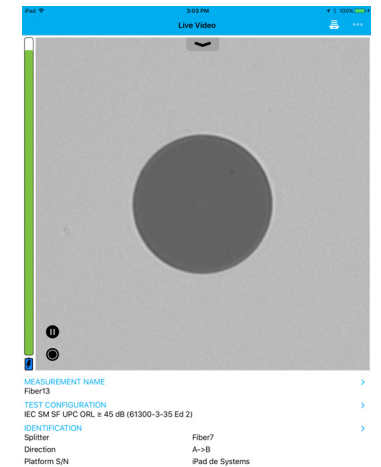 iPad 3:03 PM 100%
Live Video
MEASUREMENT NAME
Fiber13
TEST CONFIGURATION
IEC SM SF UPC ORL ≥ 45 dB (61300-3-35 Ed 2)
IDENTIFICATION
Splitter Fiber7
Direction A->B
Platform S/N iPad de Systems